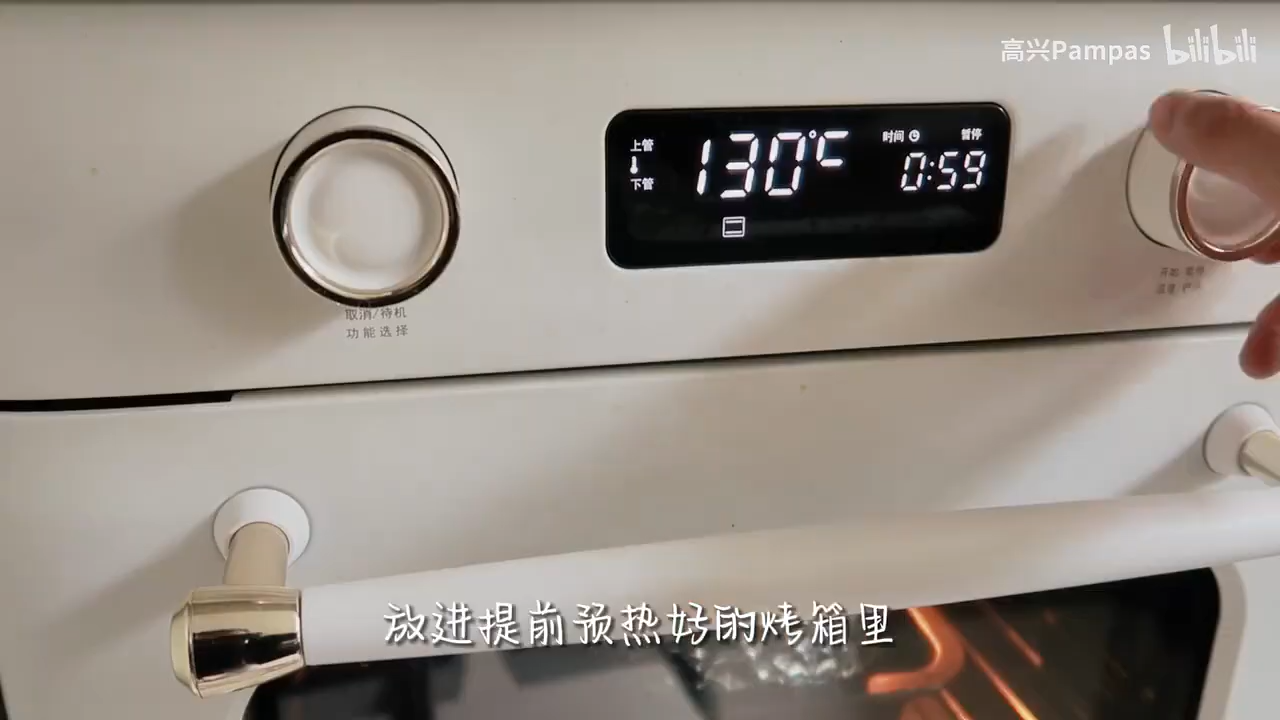 高兴Pampas bilibili
上管
下管
130°C
时间
暂停
0:59
取消/待机
功能选择
放进提前预热好的烤箱里